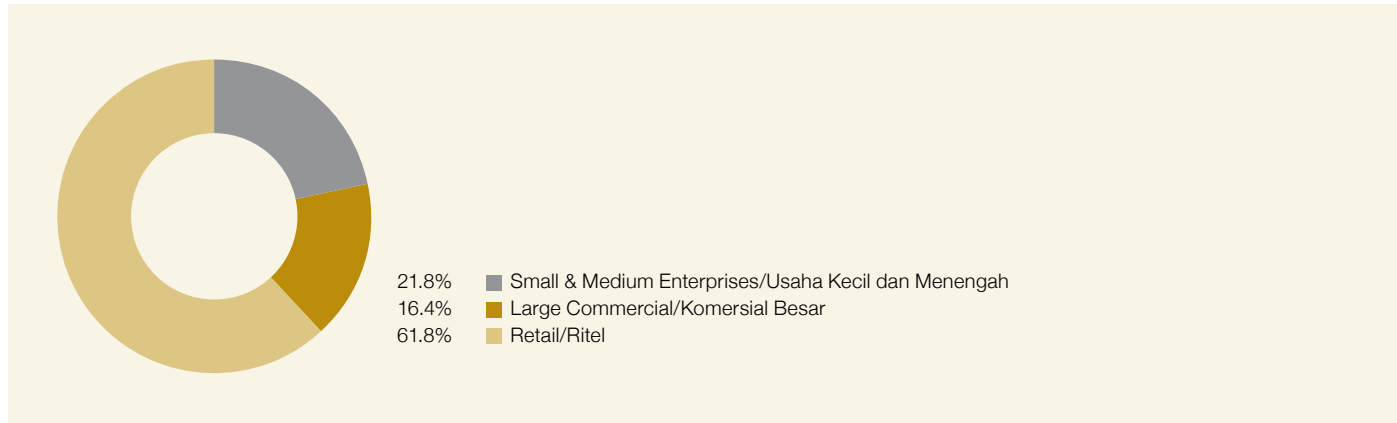 21.8% Small & Medium Enterprises/Usaha Kecil dan Menengah
16.4% Large Commercial/Komersial Besar
61.8% Retail/Ritel